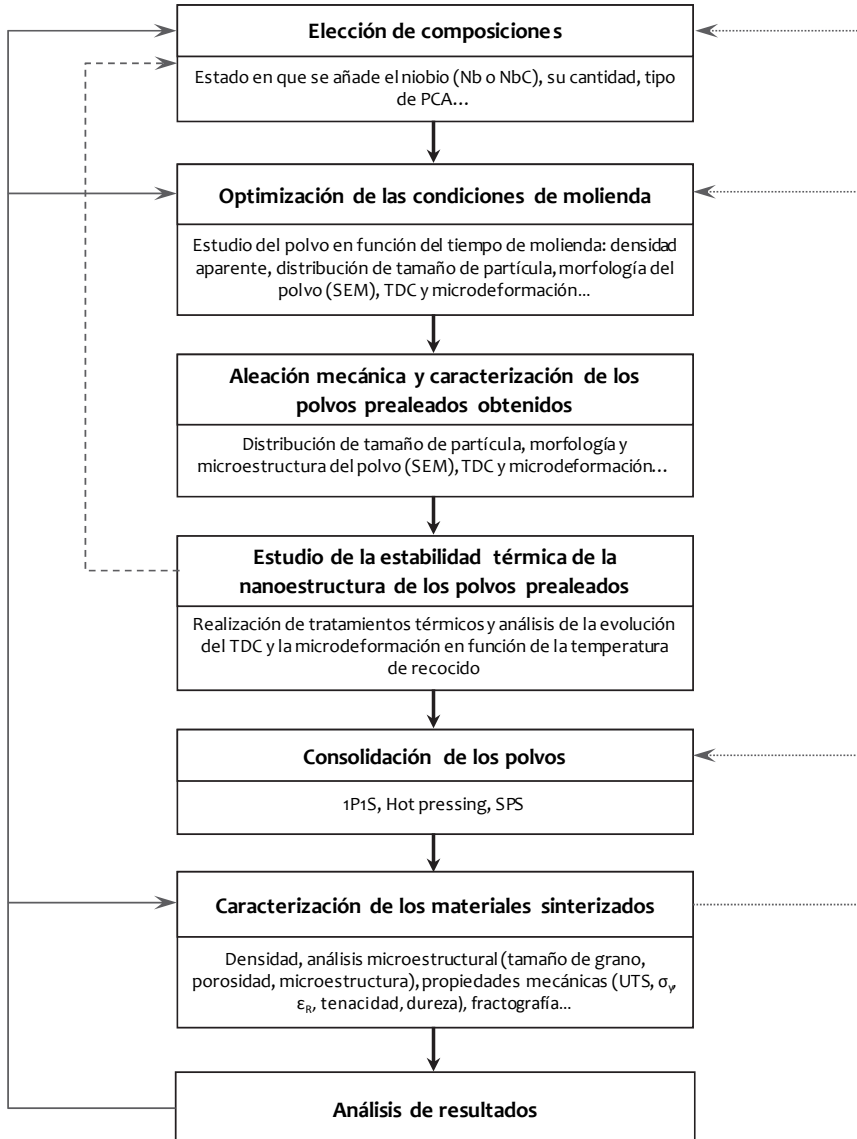 Elección de composiciones
Estado en que se añade el niobio (Nb o NbC), su cantidad, tipo
de PCA...
Optimización de las condiciones de molienda
Estudio del polvo en función del tiempo de molienda: densidad
aparente, distribución de tamaño de partícula, morfología del
polvo (SEM), TDC y microdeformación...
Aleación mecánica y caracterización de los
polvos prealeados obtenidos
Distribución de tamaño de partícula, morfología y
microestructura del polvo (SEM), TDC y microdeformación...
Estudio de la estabilidad térmica de la
nanoestructura de los polvos prealeados
Realización de tratamientos térmicos y análisis de la evolución
del TDC y la microdeformación en función de la temperatura
de recocido
Consolidación de los polvos
1P1S, Hot pressing, SPS
Caracterización de los materiales sinterizados
Densidad, análisis microestructural (tamaño de grano,
porosidad, microestructura), propiedades mecánicas (UTS, σy,
εR, tenacidad, dureza), fractografía...
Análisis de resultados